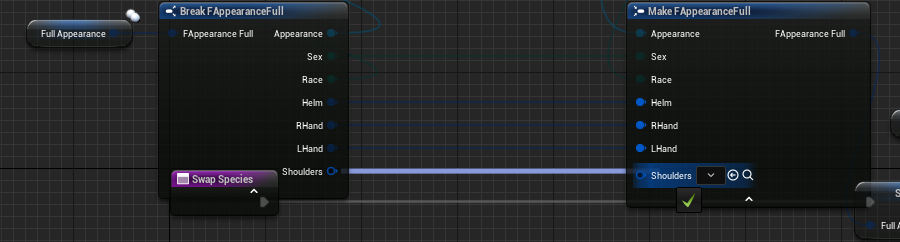 Full Appearance
Break FAppearanceFull
FAppearance Full
Appearance
Sex
Race
Helm
RHand
LHand
Shoulders
Swap Species
Make FAppearanceFull
Appearance
FAppearance Full
Sex
Race
Helm
RHand
LHand
Shoulders
S
Full A